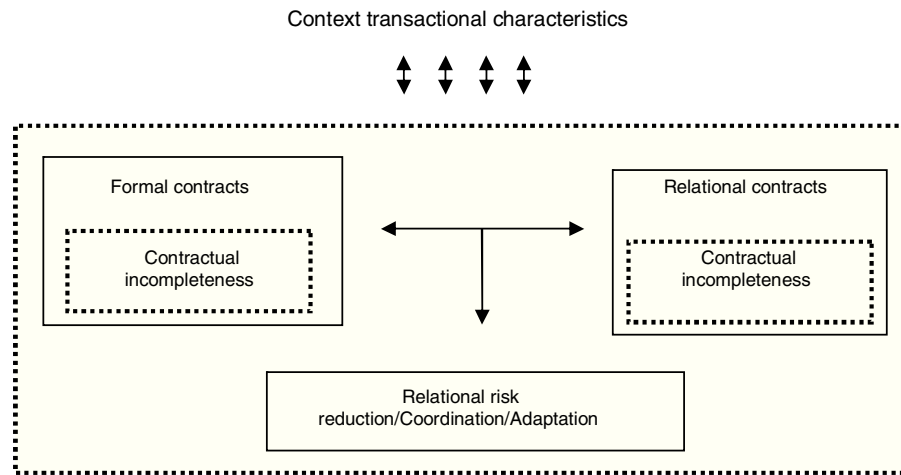 Context transactional characteristics
Formal contracts
Contractual
incompleteness
Relational contracts
Contractual
incompleteness
Relational risk
reduction/Coordination/Adaptation